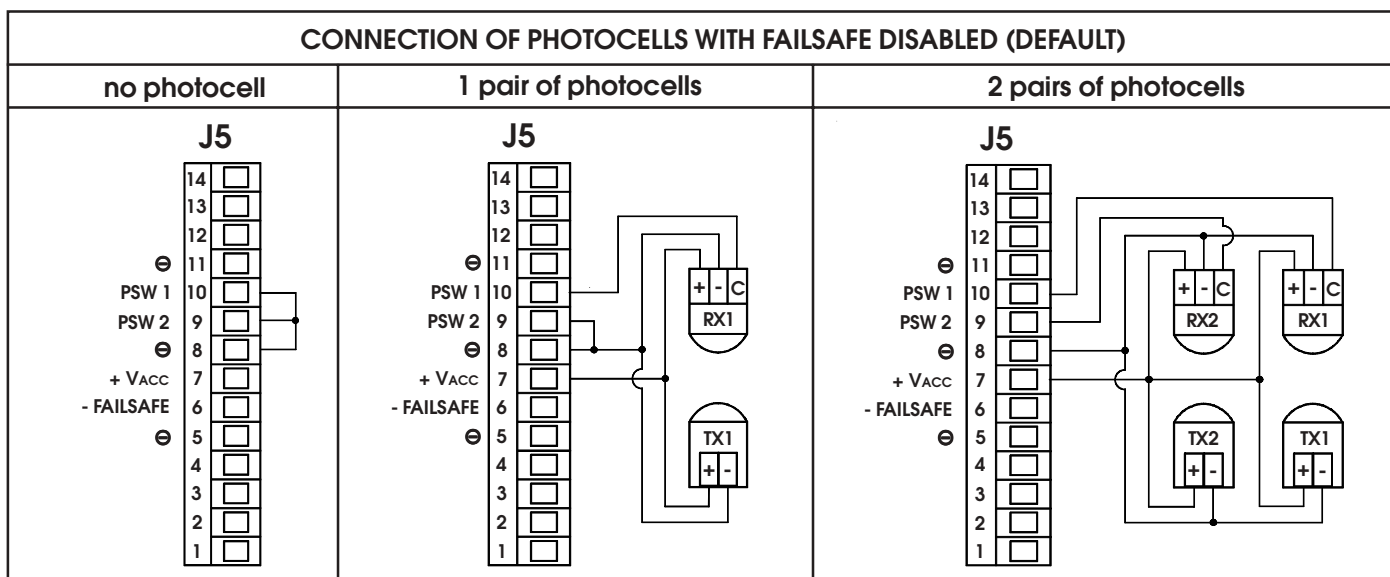 CONNECTION OF PHOTOCELLS WITH FAILSAFE DISABLED (DEFAULT)
no photocell
J5
14
13
12
⊖ 11
PSW 1 10
PSW 2 9
⊖ 8
+ VACC 7
- FAILSAFE 6
⊖ 5
4
3
2
1
1 pair of photocells
J5
14
13
12
⊖ 11
PSW 1 10
PSW 2 9
⊖ 8
+ VACC 7
- FAILSAFE 6
⊖ 5
4
3
2
1
+ - C
RX1
TX1
+ -
2 pairs of photocells
J5
14
13
12
⊖ 11
PSW 1 10
PSW 2 9
⊖ 8
+ VACC 7
- FAILSAFE 6
⊖ 5
4
3
2
1
+ - C
RX2
+ - C
RX1
TX2
+ -
TX1
+ -